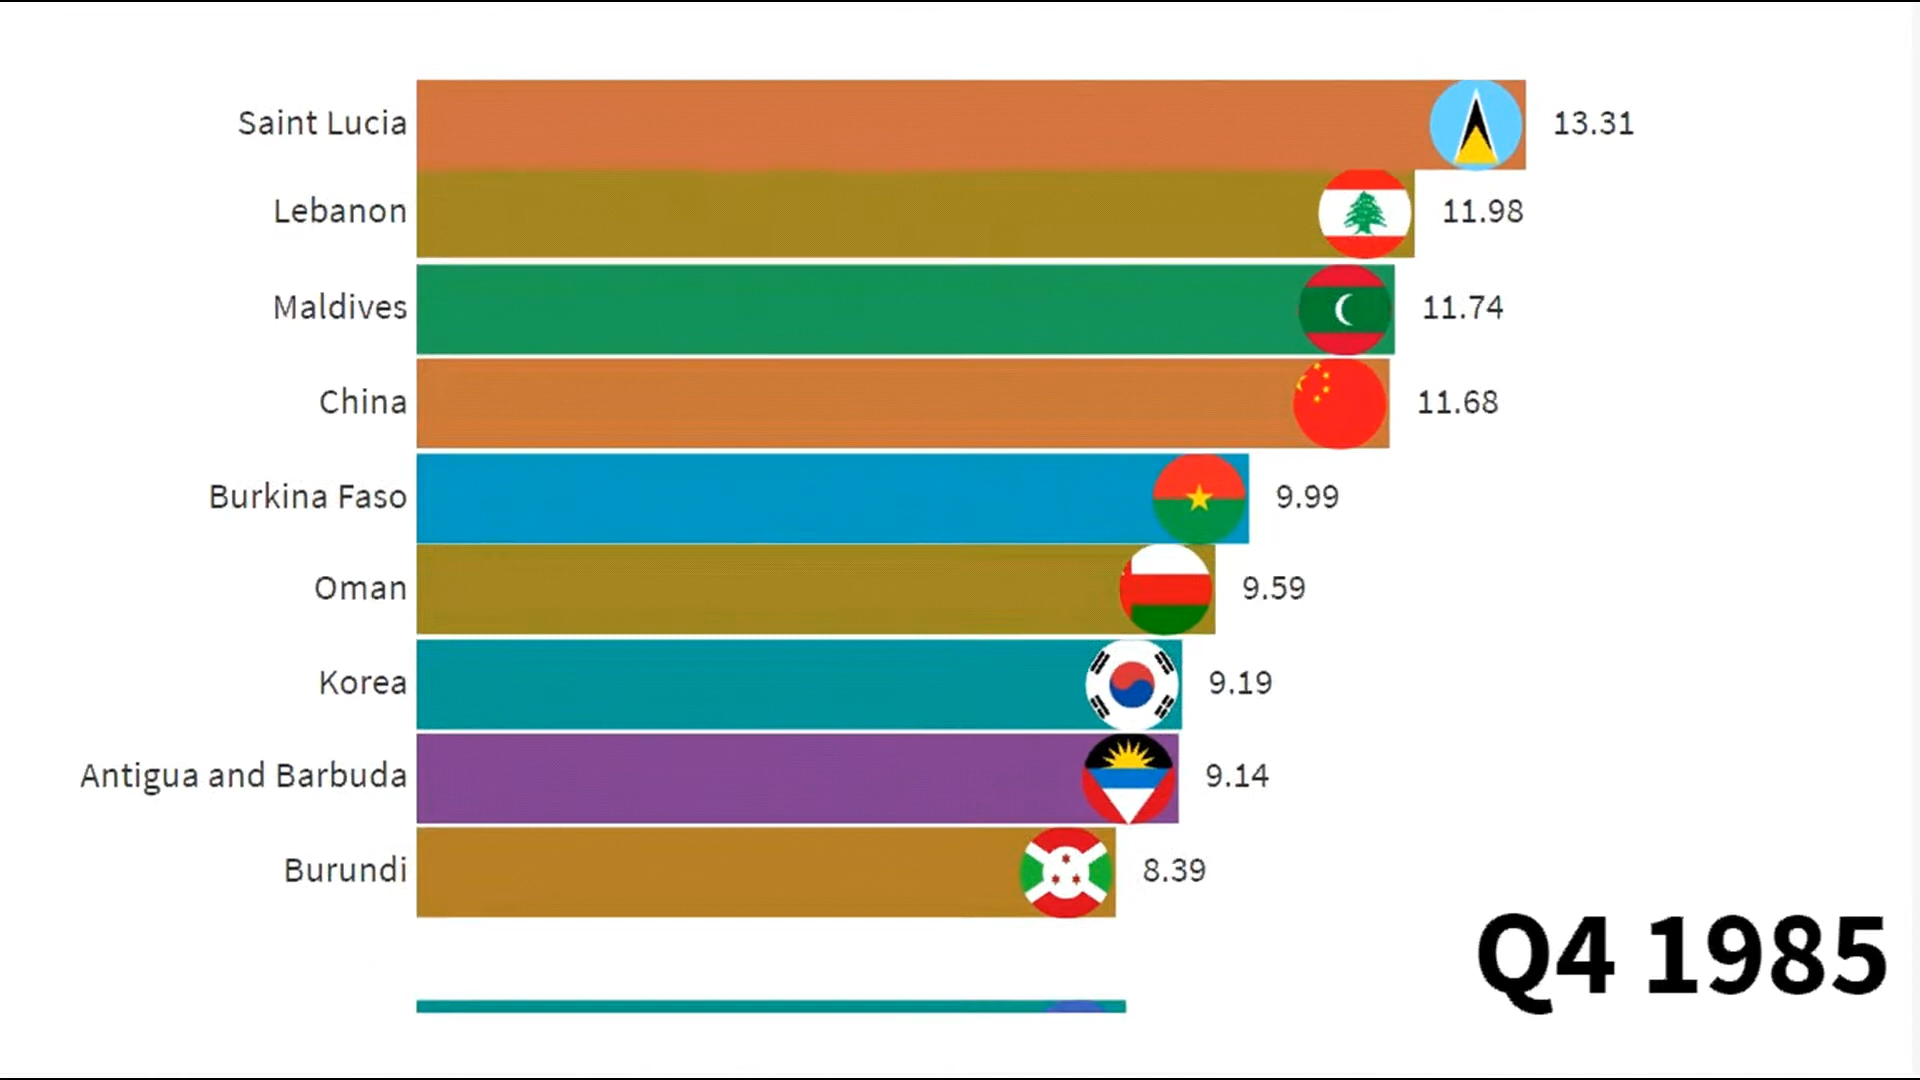 Saint Lucia 13.31
Lebanon 11.98
Maldives 11.74
China 11.68
Burkina Faso 9.99
Oman 9.59
Korea 9.19
Antigua and Barbuda 9.14
Burundi 8.39
Q4 1985